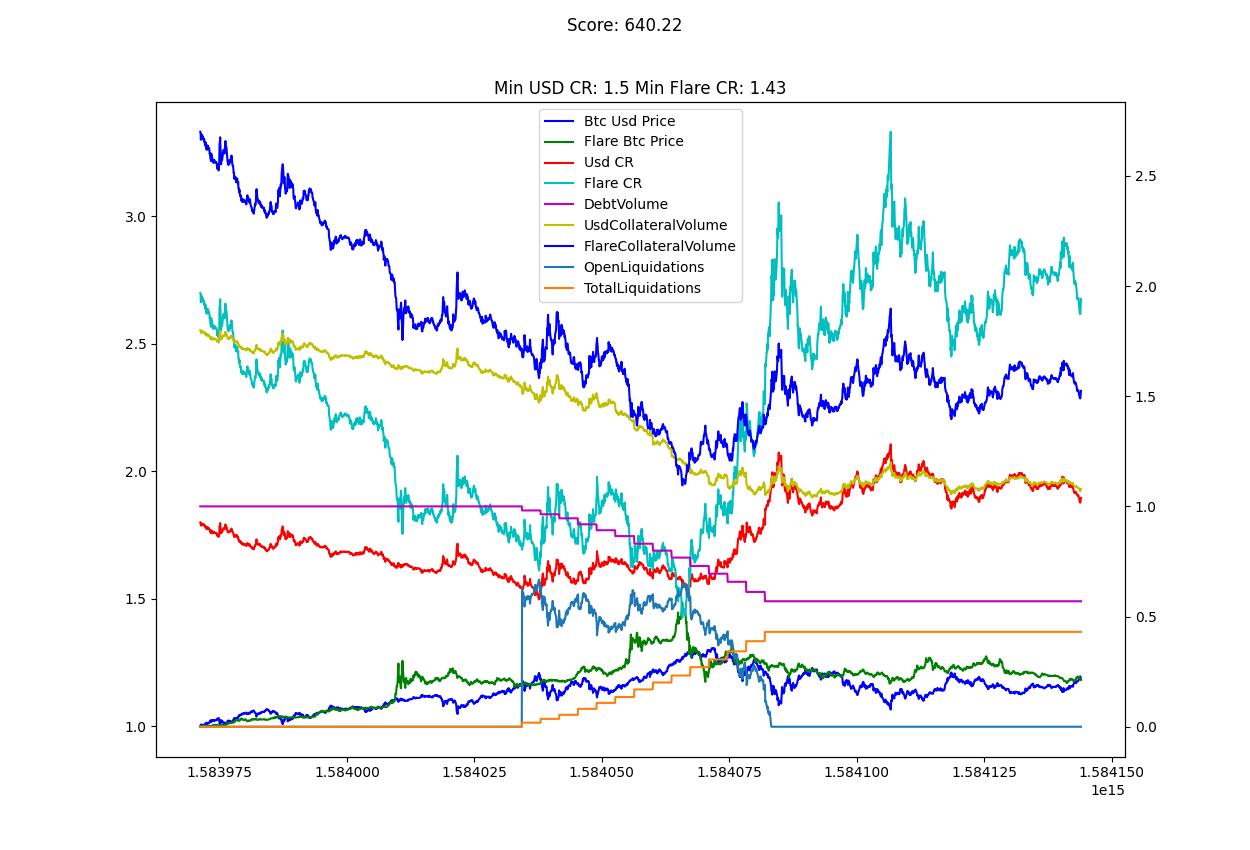 Score: 640.22
Min USD CR: 1.5 Min Flare CR: 1.43
Btc Usd Price
Flare Btc Price
Usd CR
Flare CR
DebtVolume
UsdCollateralVolume
FlareCollateralVolume
OpenLiquidations
TotalLiquidations
3.0
2.5
2.0
1.5
1.0
2.5
2.0
1.5
1.0
0.5
0.0
1.583975
1.584000
1.584025
1.584050
1.584075
1.584100
1.584125
1.584150
1e15